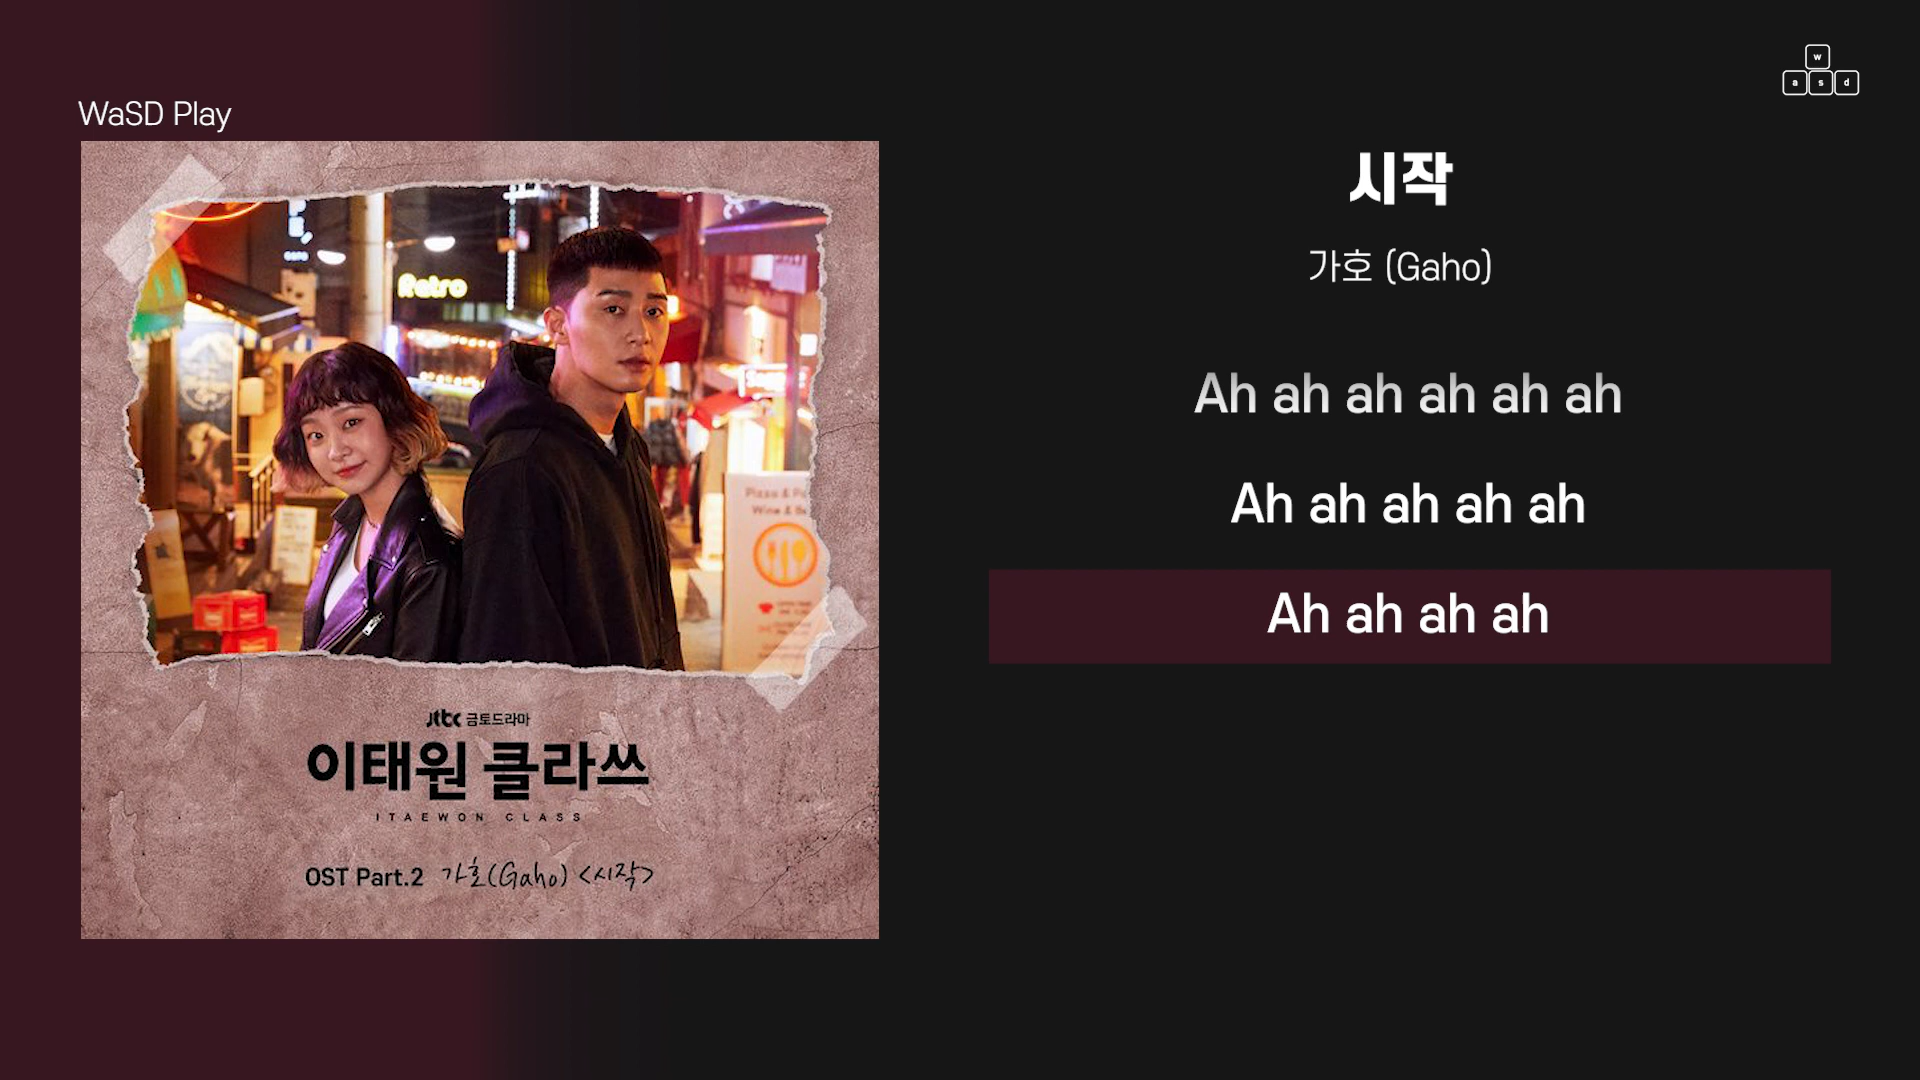 WaSD Play
w
a s d
Retro
Pizza & P
Wine & B
jtbc 금토드라마
이태원 클라쓰
ITAEWON CLASS
OST Part.2 가호(Gaho) <시작>
시작
가호 (Gaho)
Ah ah ah ah ah ah
Ah ah ah ah ah
Ah ah ah ah